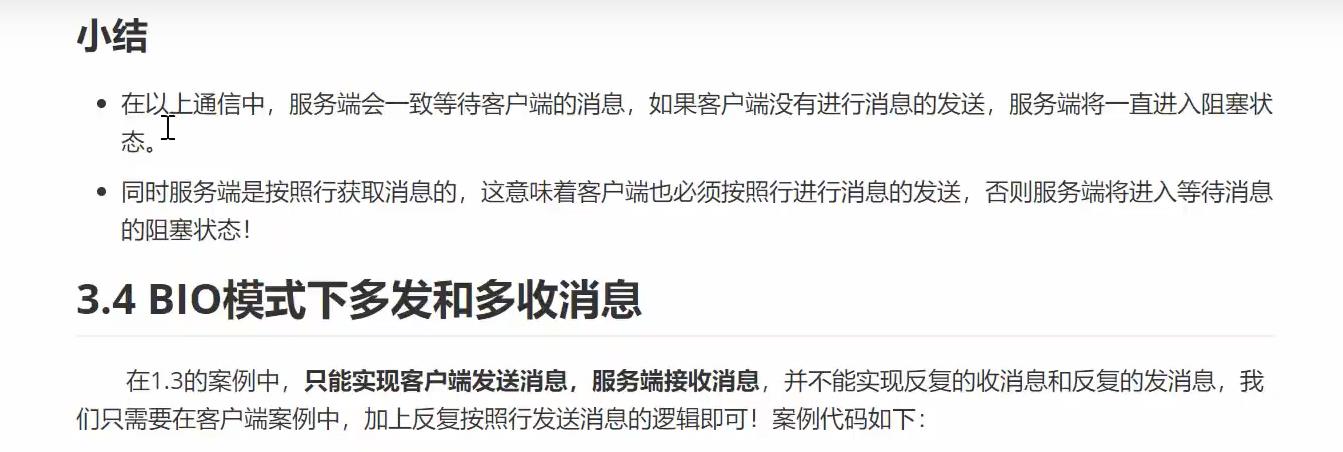 小结
在以上通信中，服务端会一致等待客户端的消息，如果客户端没有进行消息的发送，服务端将一直进入阻塞状
态。
同时服务端是按照行获取消息的，这意味着客户端也必须按照行进行消息的发送，否则服务端将进入等待消息
的阻塞状态！
3.4 BIO模式下多发和多收消息
在1.3的案例中，只能实现客户端发送消息，服务端接收消息，并不能实现反复的收消息和反复的发消息，我
们只需要在客户端案例中，加上反复按照行发送消息的逻辑即可！案例代码如下：